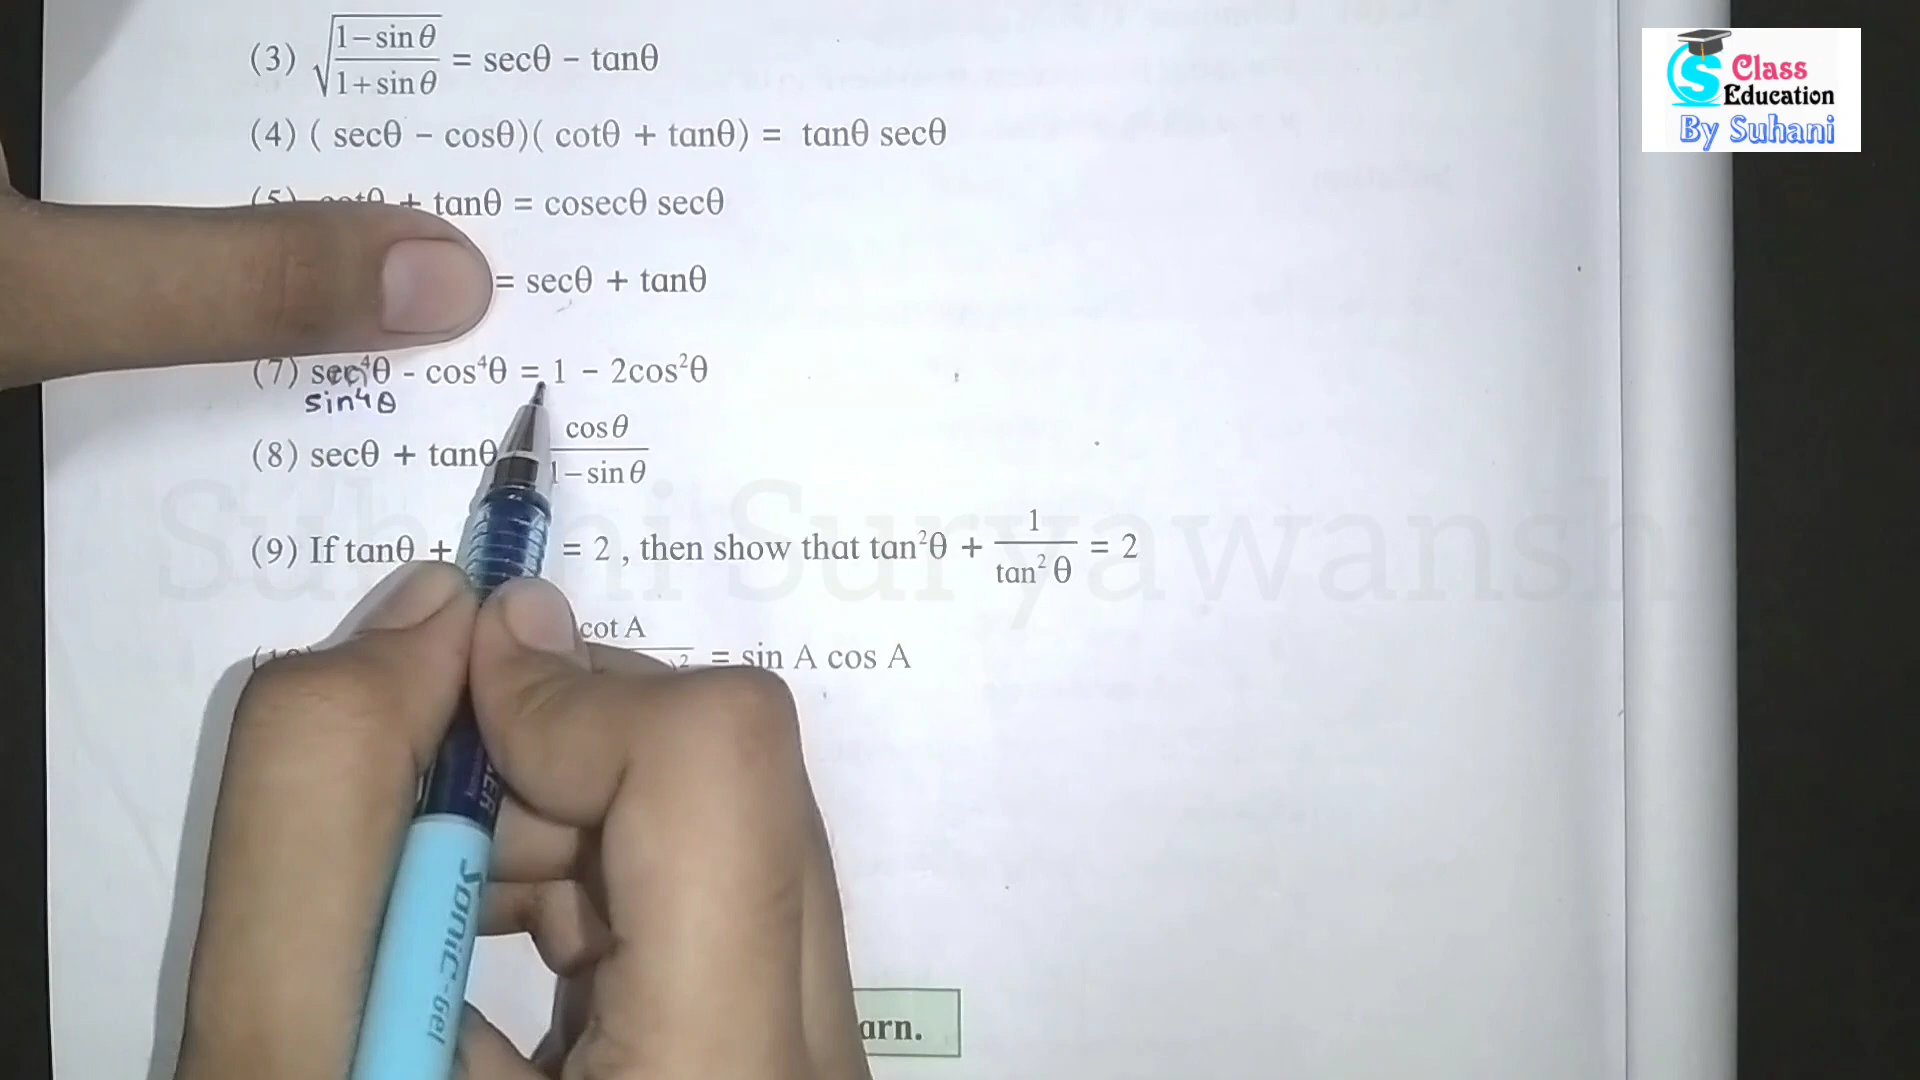 (3) √(1−sinθ / 1+sinθ) = secθ − tanθ
(4) ( secθ − cosθ)( cotθ + tanθ) = tanθ secθ
(5) cotθ + tanθ = cosecθ secθ
= secθ + tanθ
(7) sec⁴θ - cos⁴θ = 1 − 2cos²θ
sin⁴θ
(8) secθ + tanθ cosθ / 1−sinθ
(9) If tanθ + = 2 , then show that tan²θ + 1 / tan²θ = 2
cot A = sin A cos A
arn.
Class
Education
By Suhani
Suhani Suryawanshi
SONIC-Gel